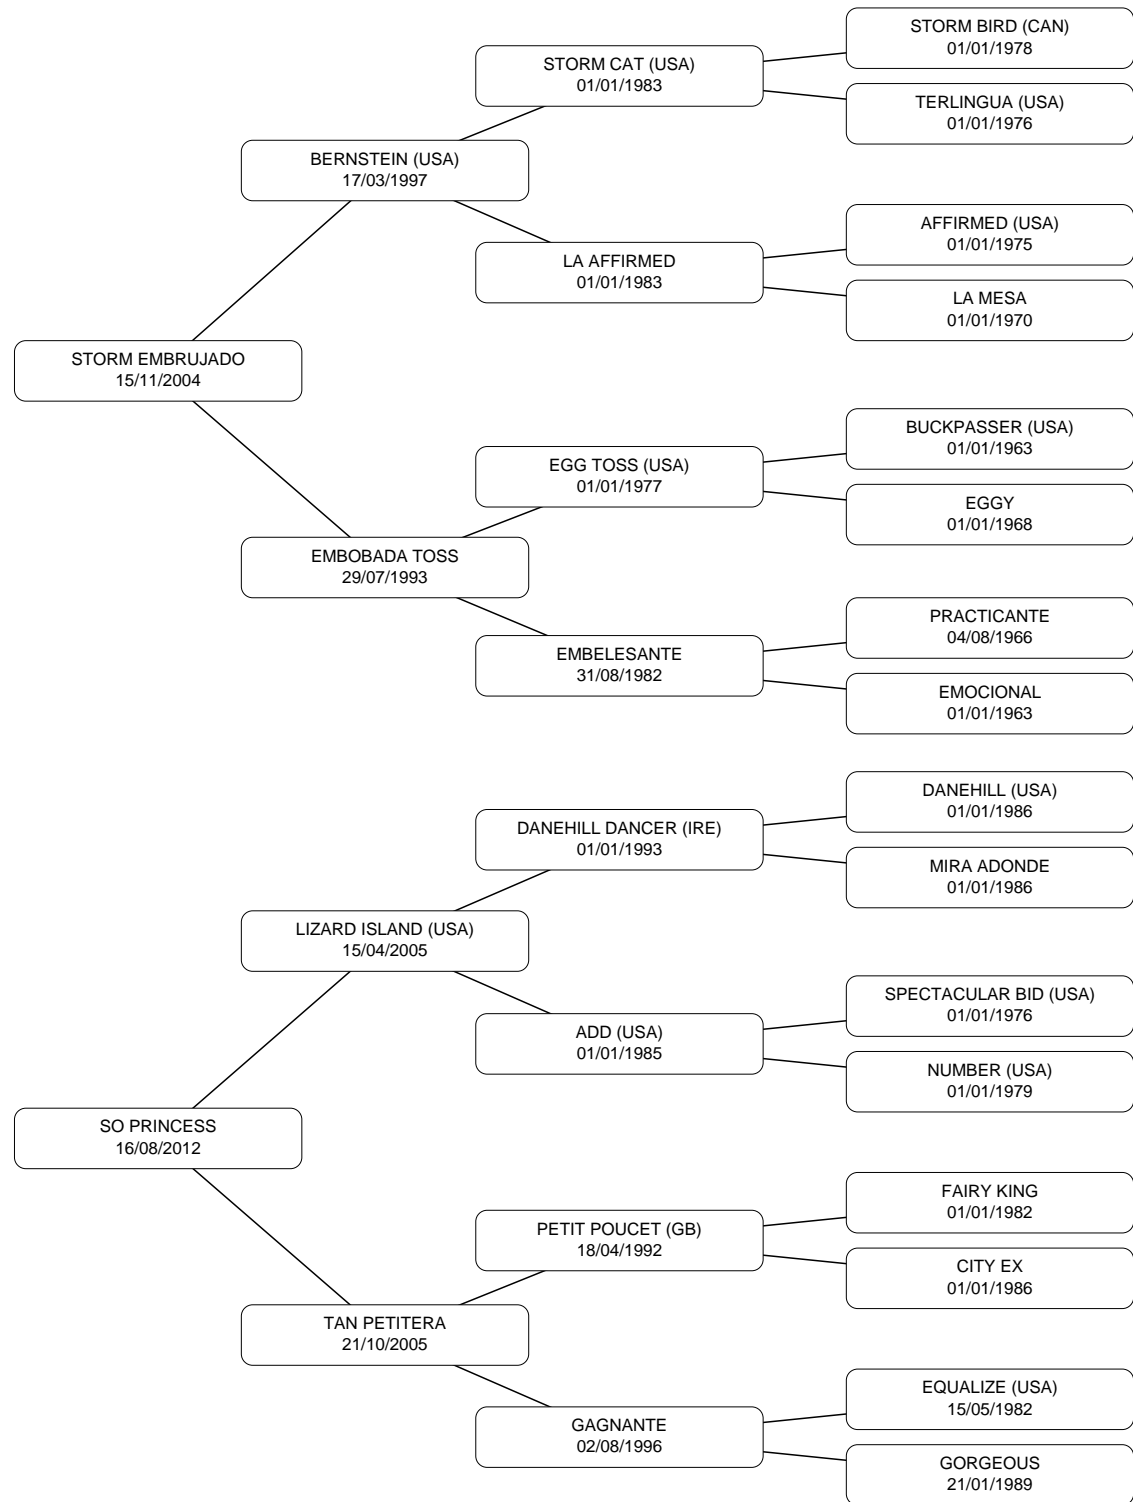 STORM BIRD (CAN)
01/01/1978
STORM CAT (USA)
01/01/1983
TERLINGUA (USA)
01/01/1976
BERNSTEIN (USA)
17/03/1997
AFFIRMED (USA)
01/01/1975
LA AFFIRMED
01/01/1983
LA MESA
01/01/1970
STORM EMBRUJADO
15/11/2004
BUCKPASSER (USA)
01/01/1963
EGG TOSS (USA)
01/01/1977
EGGY
01/01/1968
EMBOBADA TOSS
29/07/1993
PRACTICANTE
04/08/1966
EMBELESANTE
31/08/1982
EMOCIONAL
01/01/1963
DANEHILL (USA)
01/01/1986
DANEHILL DANCER (IRE)
01/01/1993
MIRA ADONDE
01/01/1986
LIZARD ISLAND (USA)
15/04/2005
SPECTACULAR BID (USA)
01/01/1976
ADD (USA)
01/01/1985
NUMBER (USA)
01/01/1979
SO PRINCESS
16/08/2012
FAIRY KING
01/01/1982
PETIT POUCET (GB)
18/04/1992
CITY EX
01/01/1986
TAN PETITERA
21/10/2005
EQUALIZE (USA)
15/05/1982
GAGNANTE
02/08/1996
GORGEOUS
21/01/1989